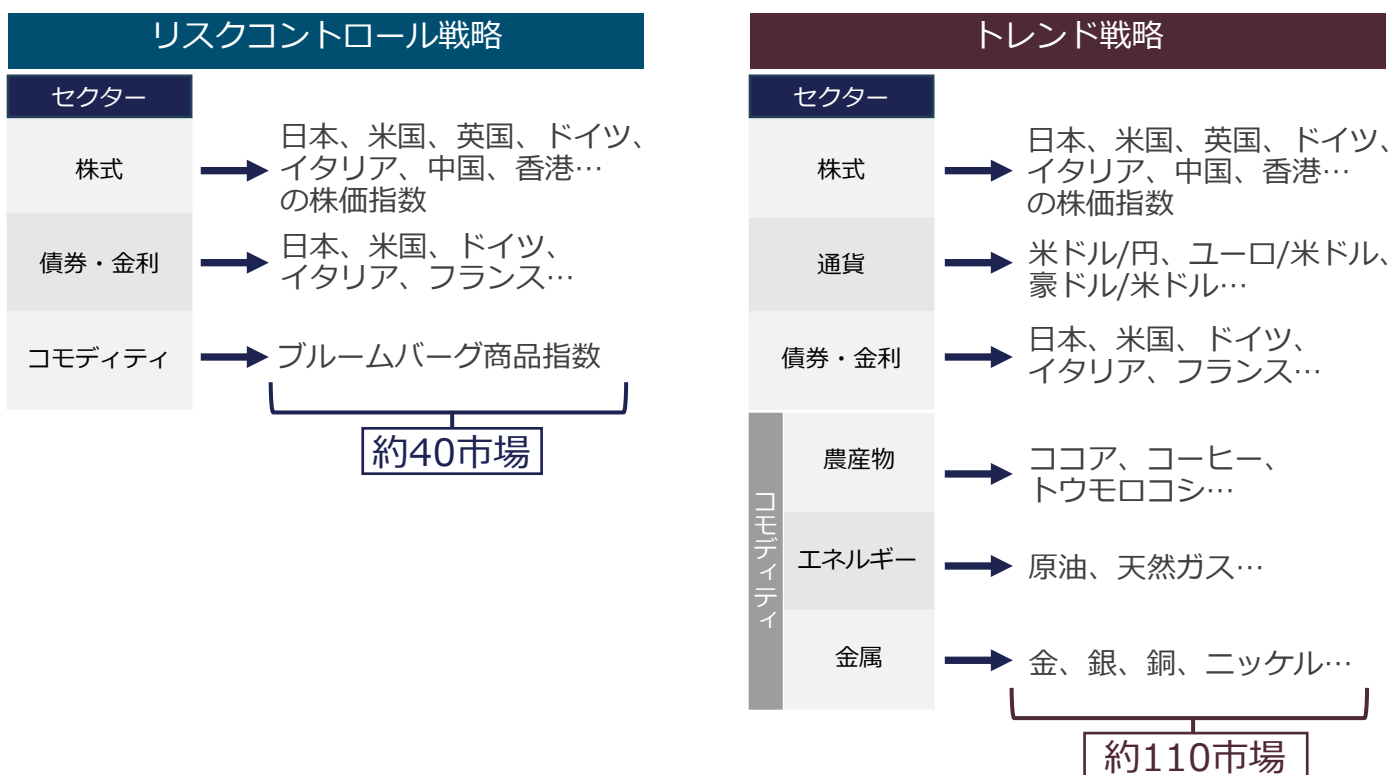 リスクコントロール戦略
セクター
株式
日本、米国、英国、ドイツ、
イタリア、中国、香港…
の株価指数
債券・金利
日本、米国、ドイツ、
イタリア、フランス…
コモディティ
ブルームバーグ商品指数
約40市場
トレンド戦略
セクター
株式
日本、米国、英国、ドイツ、
イタリア、中国、香港…
の株価指数
通貨
米ドル/円、ユーロ/米ドル、
豪ドル/米ドル…
債券・金利
日本、米国、ドイツ、
イタリア、フランス…
コモディティ
農産物
ココア、コーヒー、
トウモロコシ…
エネルギー
原油、天然ガス…
金属
金、銀、銅、ニッケル…
約110市場